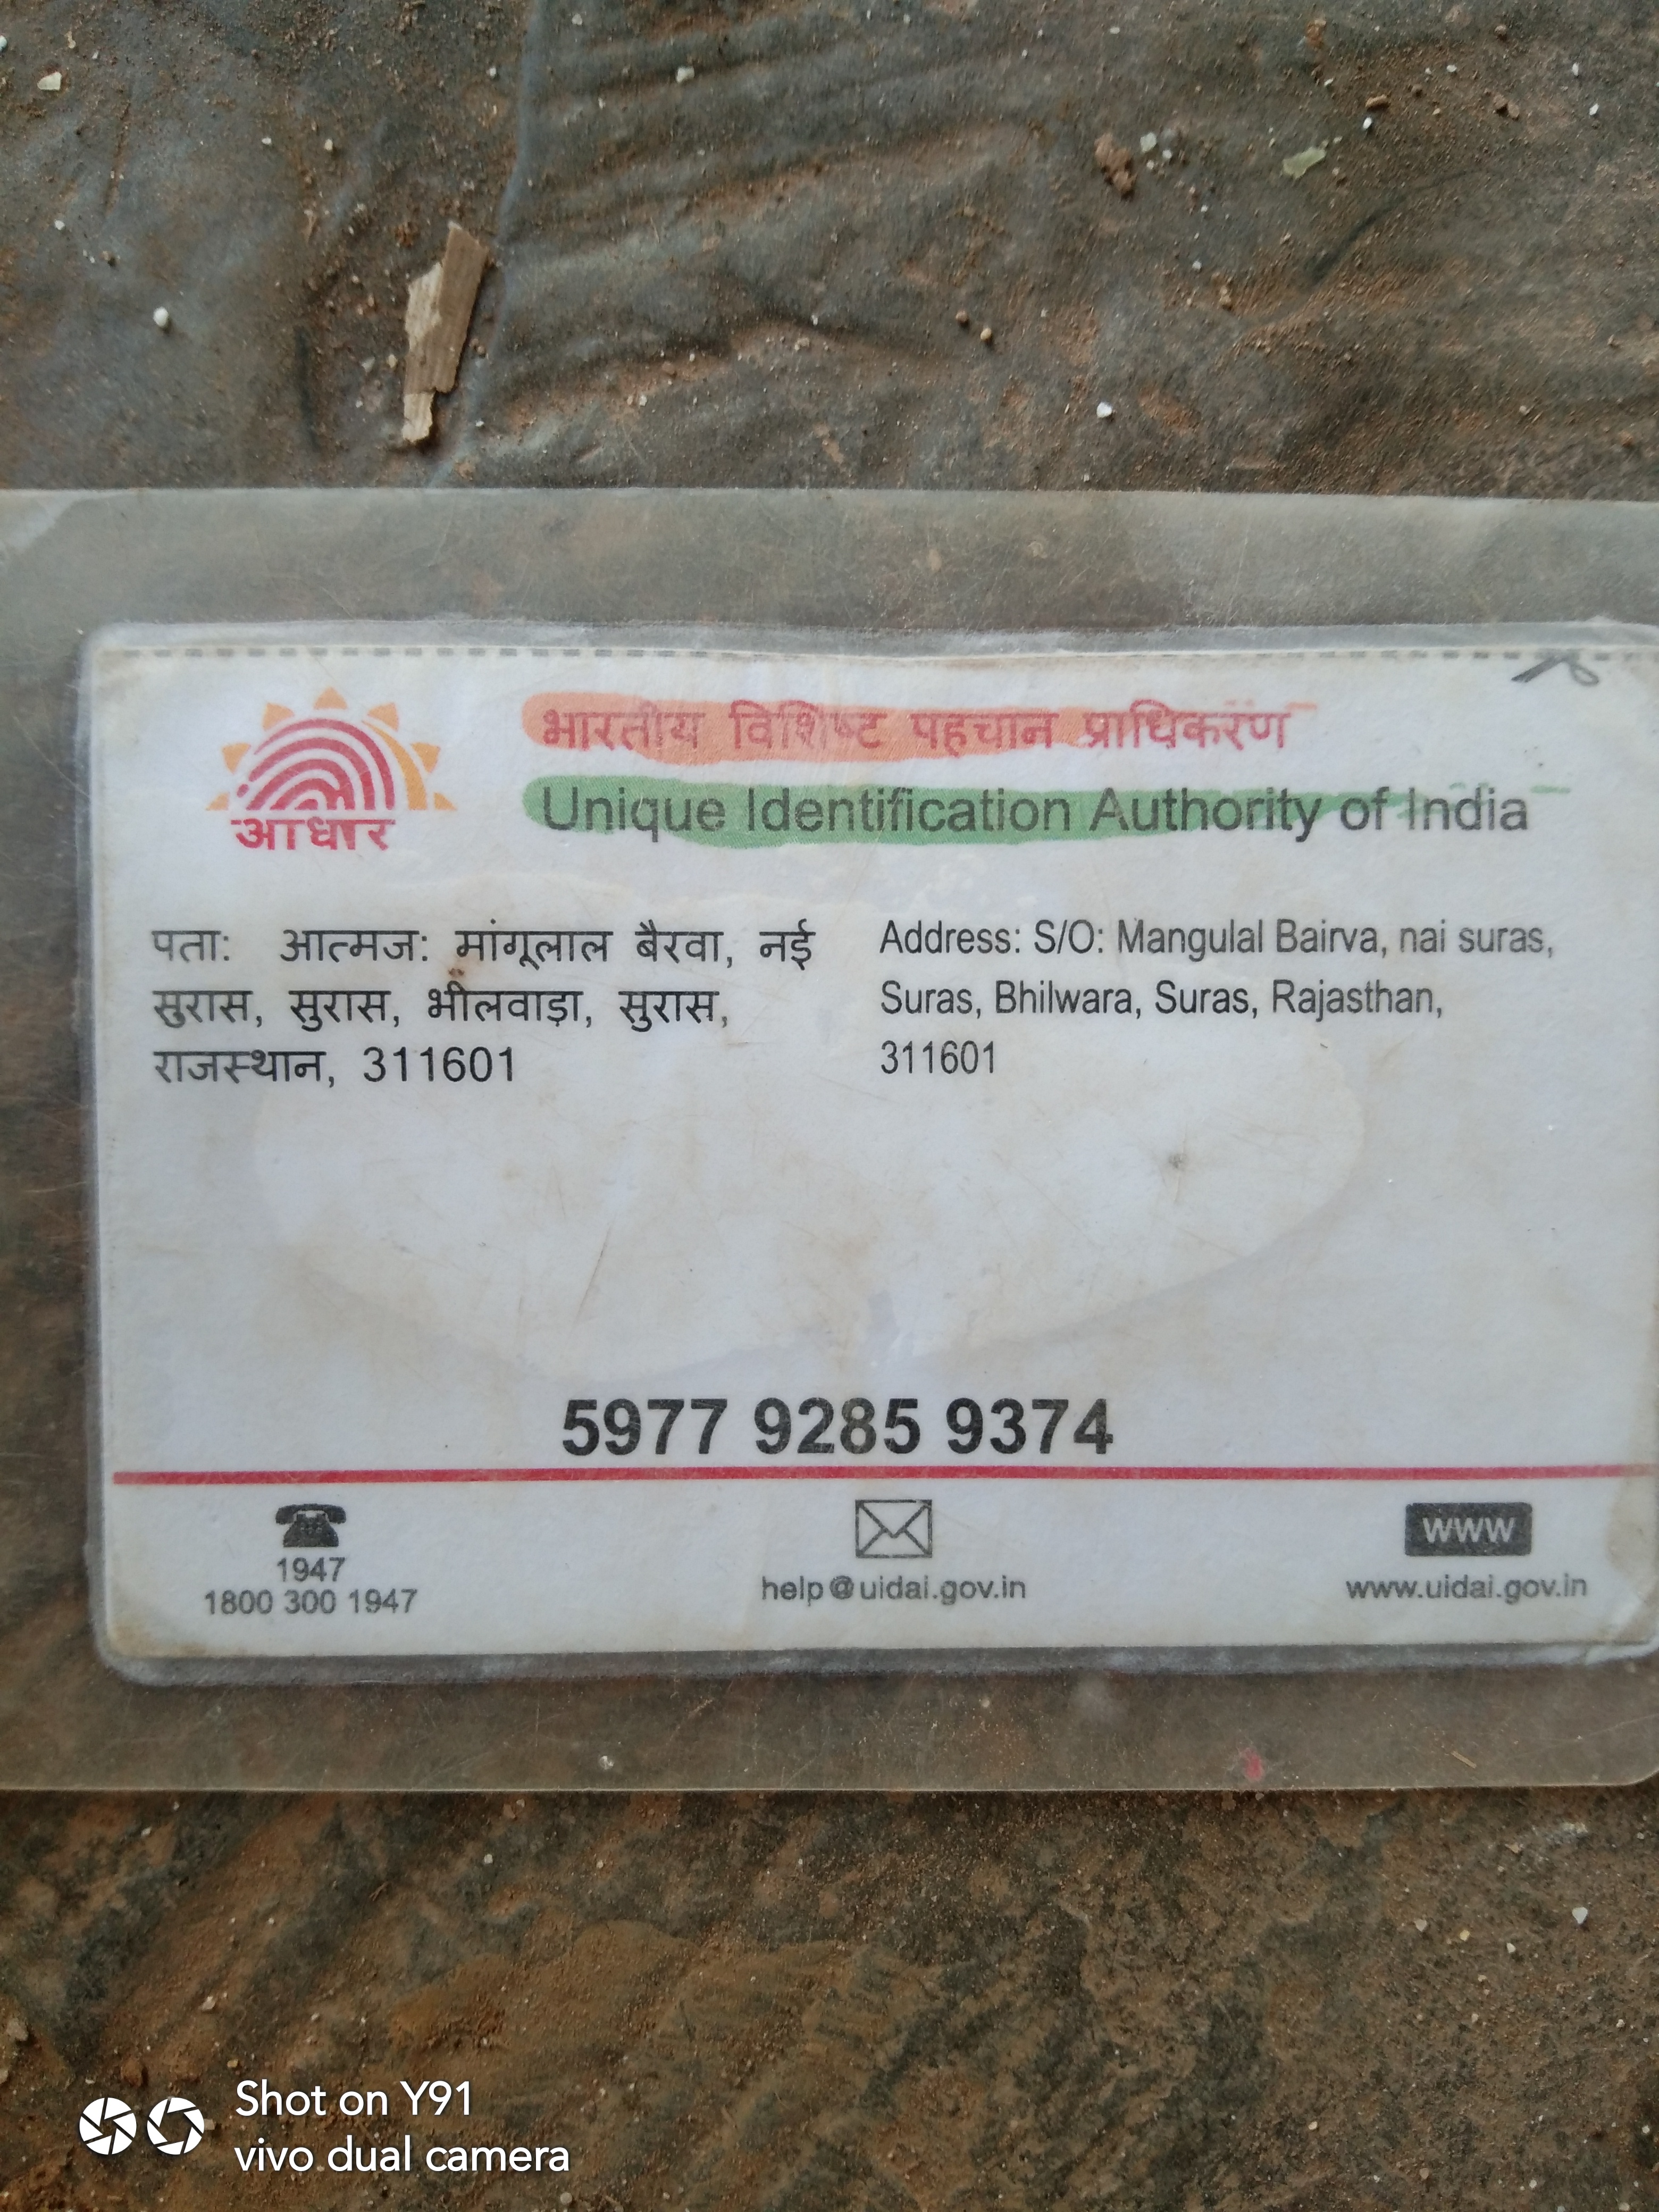 आधार
भारतीय विशिष्ट पहचान प्राधिकरण
Unique Identification Authority of India
पता: आत्मज: मांगूलाल बैरवा, नई
सुरास, सुरास, भीलवाड़ा, सुरास,
राजस्थान, 311601
Address: S/O: Mangulal Bairva, nai suras,
Suras, Bhilwara, Suras, Rajasthan,
311601
5977 9285 9374
1947
1800 300 1947
help@uidai.gov.in
www
www.uidai.gov.in
Shot on Y91
vivo dual camera